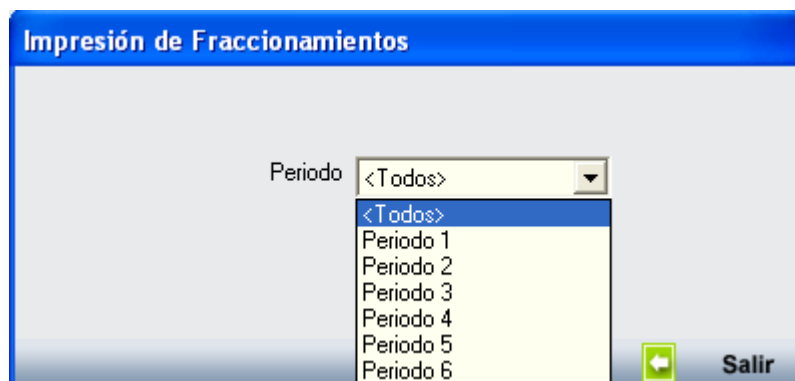 Impresión de Fraccionamientos
Periodo <Todos>
<Todos>
Periodo 1
Periodo 2
Periodo 3
Periodo 4
Periodo 5
Periodo 6
Salir